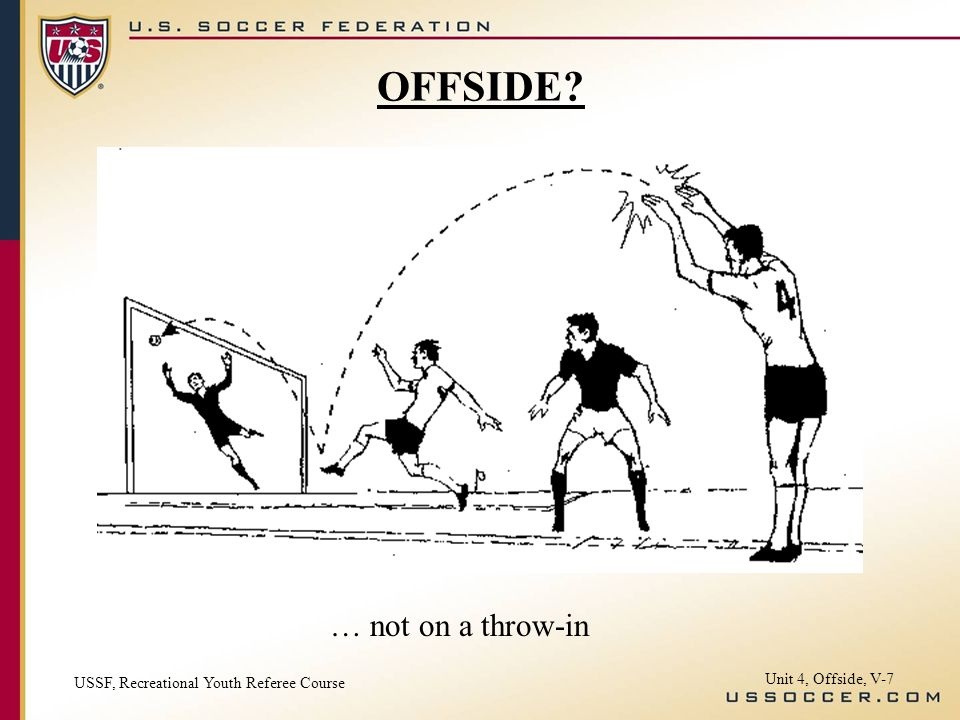 U.S. SOCCER FEDERATION
US
®
OFFSIDE?
4
… not on a throw-in
USSF, Recreational Youth Referee Course
Unit 4, Offside, V-7
USSOCCER.COM